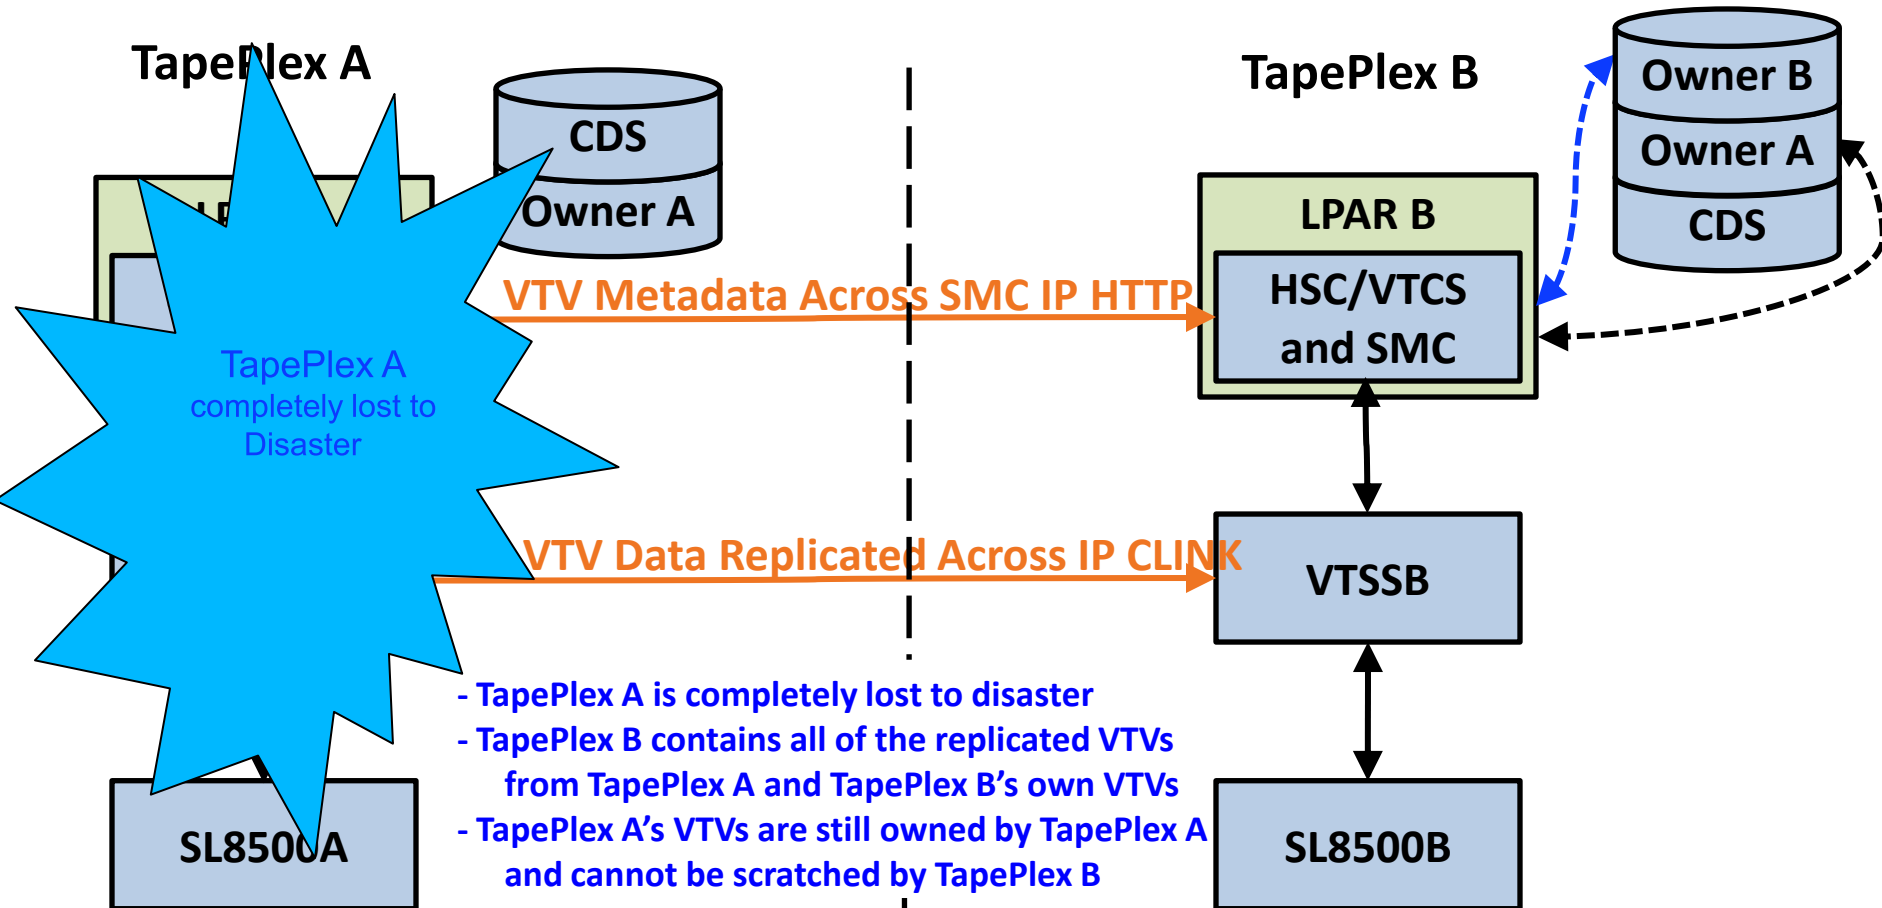 TapePlex A
TapePlex B
CDS
Owner A
Owner B
Owner A
CDS
LPAR B
HSC/VTCS
and SMC
VTV Metadata Across SMC IP HTTP
TapePlex A
completely lost to
Disaster
VTV Data Replicated Across IP CLINK
VTSSB
- TapePlex A is completely lost to disaster
- TapePlex B contains all of the replicated VTVs
from TapePlex A and TapePlex B’s own VTVs
- TapePlex A’s VTVs are still owned by TapePlex A
and cannot be scratched by TapePlex B
SL8500A
SL8500B